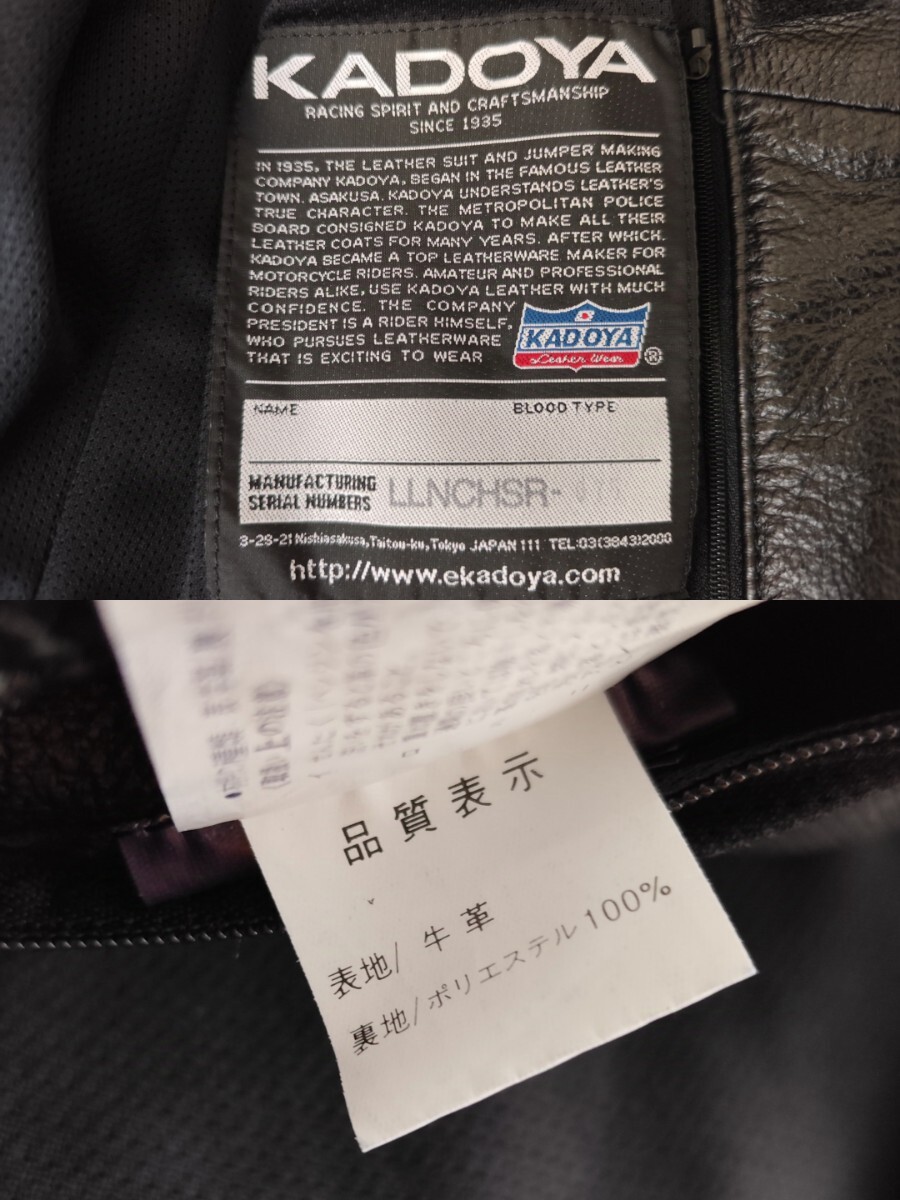 KADOYA
RACING SPIRIT AND CRAFTSMANSHIP
SINCE 1935
IN 1935, THE LEATHER SUIT AND JUMPER MAKING
COMPANY KADOYA, BEGAN IN THE FAMOUS LEATHER
TOWN. ASAKUSA. KADOYA UNDERSTANDS LEATHER'S
TRUE CHARACTER. THE METROPOLITAN POLICE
BOARD CONSIGNED KADOYA TO MAKE ALL THEIR
LEATHER COATS FOR MANY YEARS. AFTER WHICH.
KADOYA BECAME A TOP LEATHERWARE MAKER FOR
MOTORCYCLE RIDERS. AMATEUR AND PROFESSIONAL
RIDERS ALIKE, USE KADOYA LEATHER WITH MUCH
CONFIDENCE. THE COMPANY
PRESIDENT IS A RIDER HIMSELF,
WHO PURSUES LEATHERWARE
THAT IS EXCITING TO WEAR
KADOYA
Leather Wear ®
NAME BLOOD TYPE
MANUFACTURING
SERIAL NUMBERS LLNCHSR-
3-28-21 Nishiasakusa, Taitou-ku, Tokyo JAPAN 111 TEL:03(3843)2000
http://www.ekadoya.com
品質表示
表地/牛革
裏地/ポリエステル100%